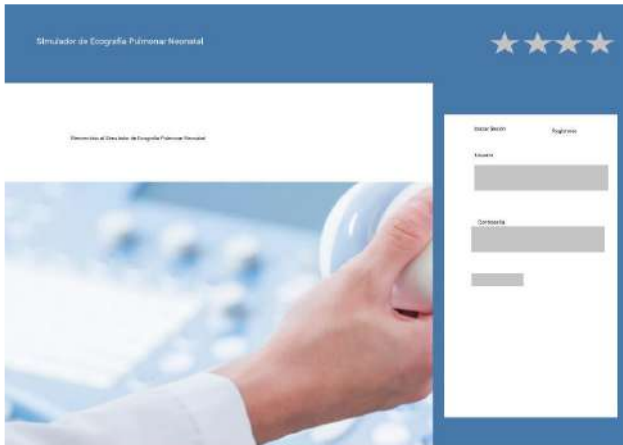 Simulador de Ecografía Pulmonar Neonatal
Bienvenidos al Simulador de Ecografía Pulmonar Neonatal
Iniciar Sesión
Registrarse
Usuario
Contraseña